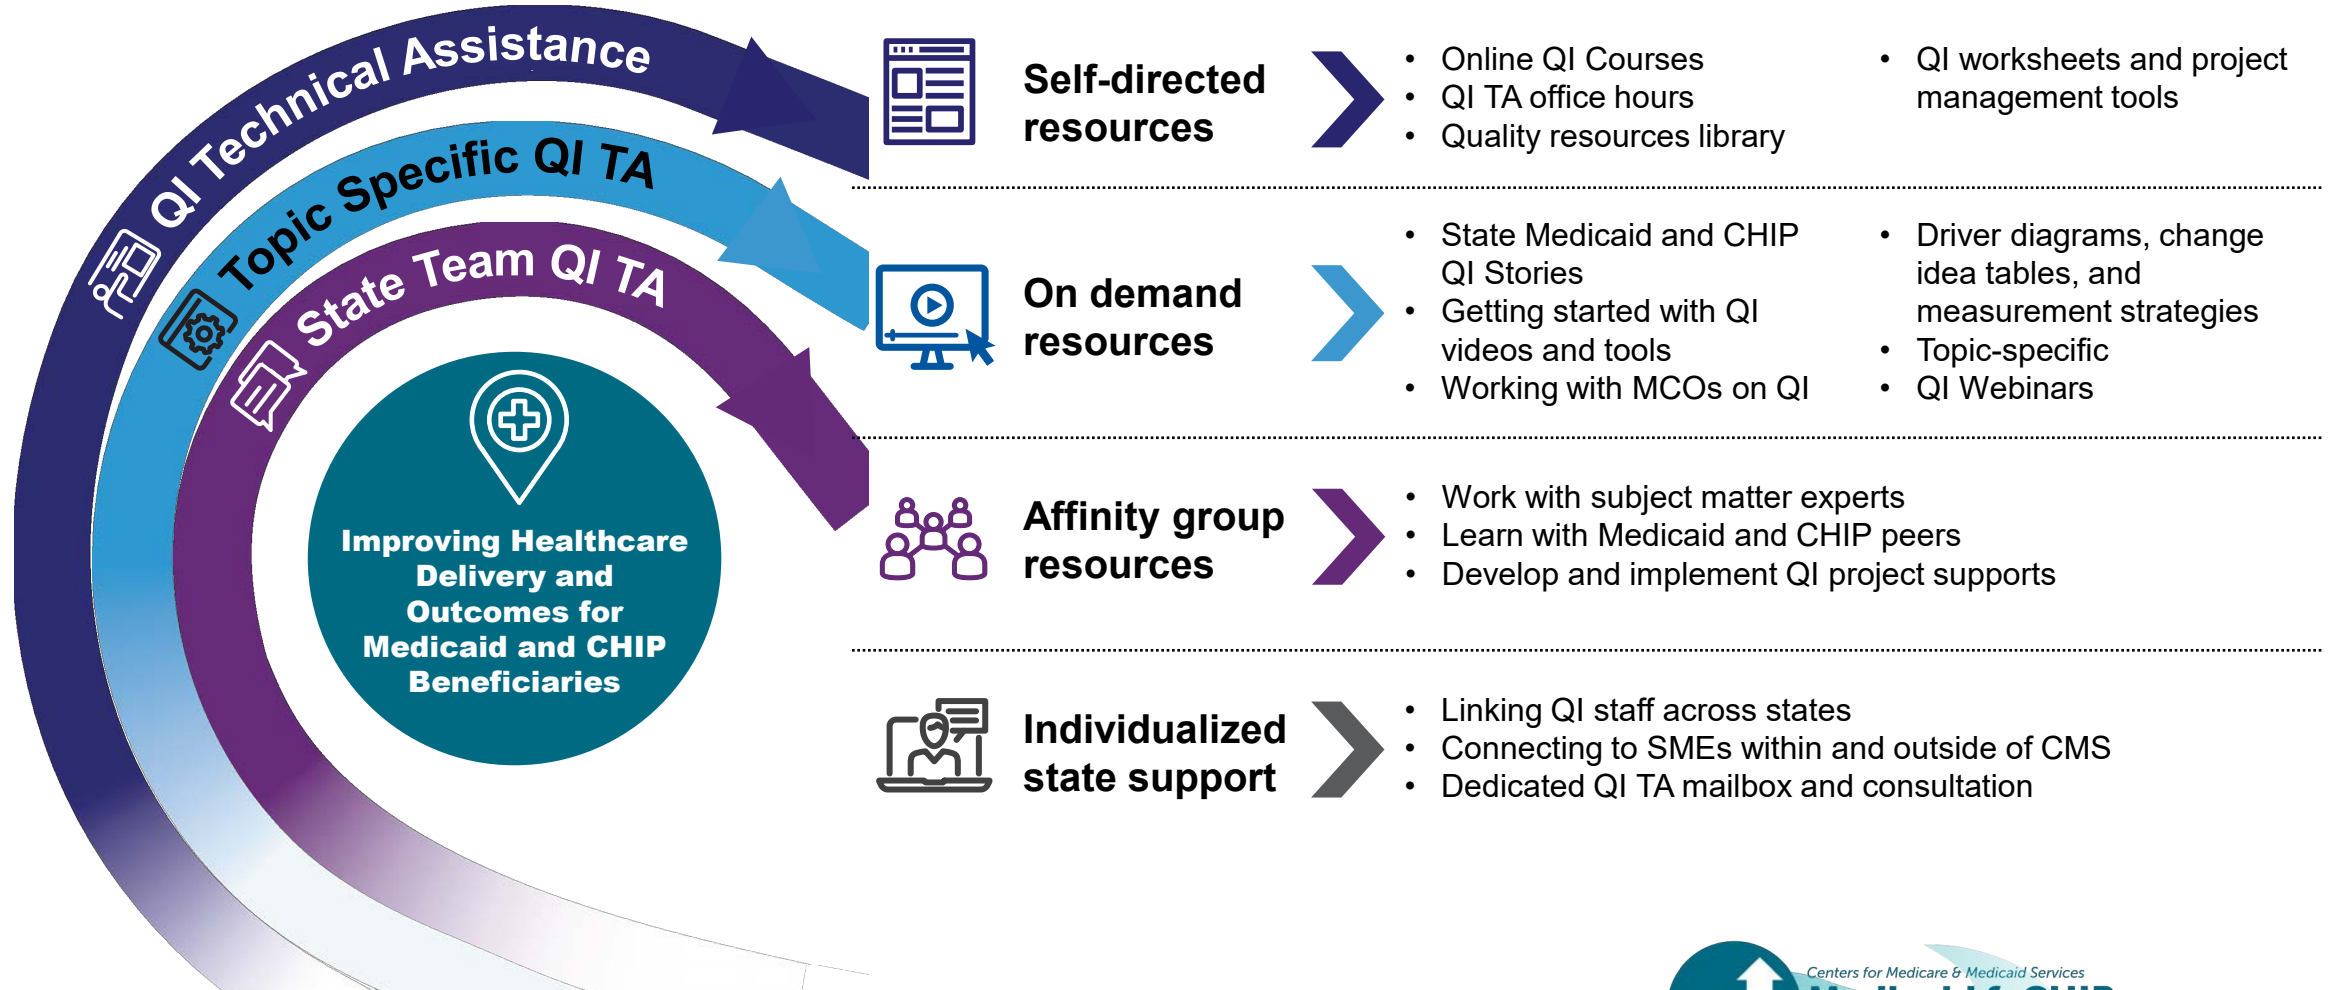 QI Technical Assistance
Topic Specific QI TA
State Team QI TA
Improving Healthcare
Delivery and
Outcomes for
Medicaid and CHIP
Beneficiaries
Self-directed
resources
• Online QI Courses
• QI TA office hours
• Quality resources library
• QI worksheets and project
management tools
On demand
resources
• State Medicaid and CHIP
QI Stories
• Getting started with QI
videos and tools
• Working with MCOs on QI
• Driver diagrams, change
idea tables, and
measurement strategies
• Topic-specific
• QI Webinars
Affinity group
resources
• Work with subject matter experts
• Learn with Medicaid and CHIP peers
• Develop and implement QI project supports
Individualized
state support
• Linking QI staff across states
• Connecting to SMEs within and outside of CMS
• Dedicated QI TA mailbox and consultation
Centers for Medicare & Medicaid Services